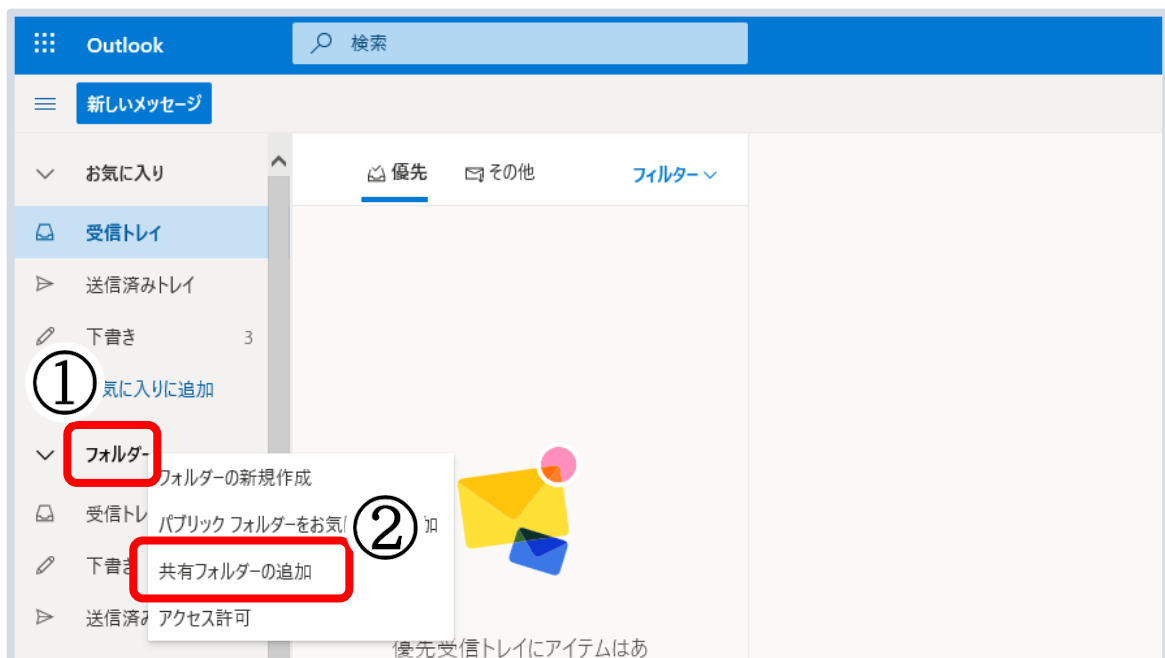 Outlook
検索
新しいメッセージ
お気に入り
優先 その他 フィルター
受信トレイ
送信済みトレイ
下書き 3
①
気に入りに追加
フォルダー
フォルダーの新規作成
受信トレ
パブリック フォルダーをお気に
②
加
下書き
共有フォルダーの追加
送信済み
アクセス許可
優先受信トレイにアイテムはあ